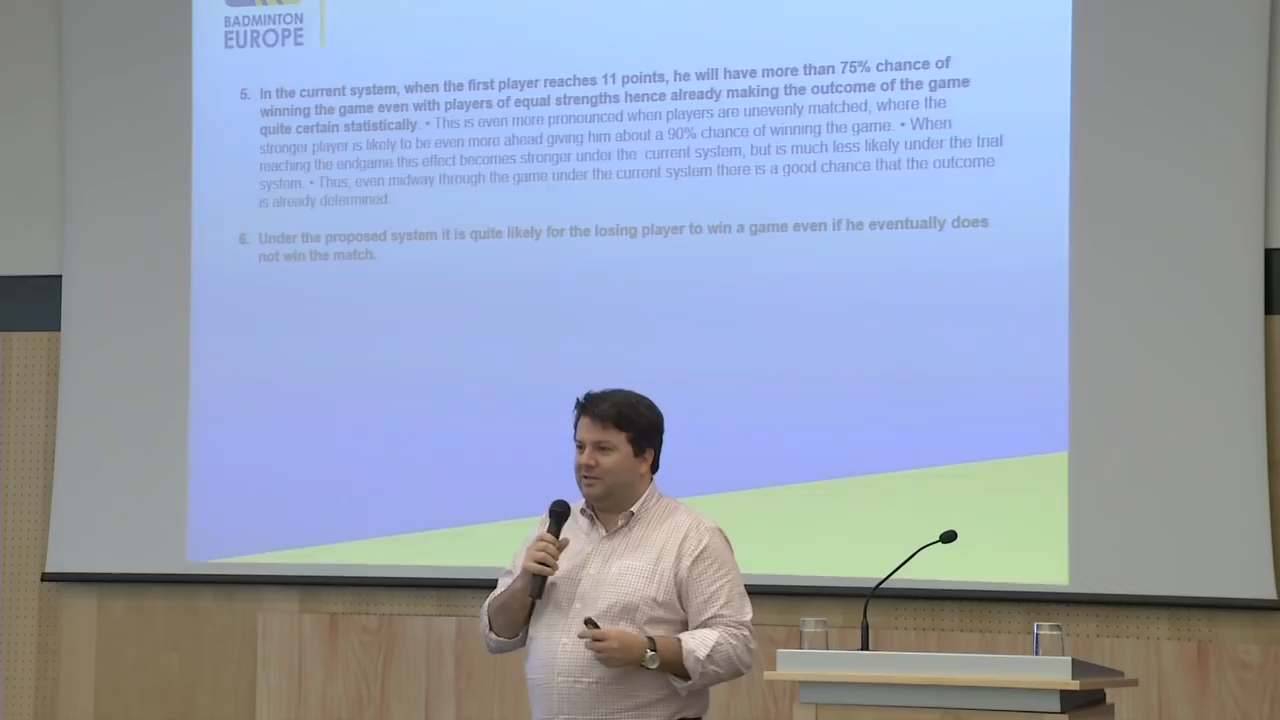 BADMINTON
EUROPE
5. In the current system, when the first player reaches 11 points, he will have more than 75% chance of
winning the game even with players of equal strengths hence already making the outcome of the game
quite certain statistically. • This is even more pronounced when players are unevenly matched, where the
stronger player is likely to be even more ahead giving him about a 90% chance of winning the game. • When
reaching the endgame this effect becomes stronger under the current system, but is much less likely under the trial
system. • Thus, even midway through the game under the current system there is a good chance that the outcome
is already determined.
6. Under the proposed system it is quite likely for the losing player to win a game even if he eventually does
not win the match.